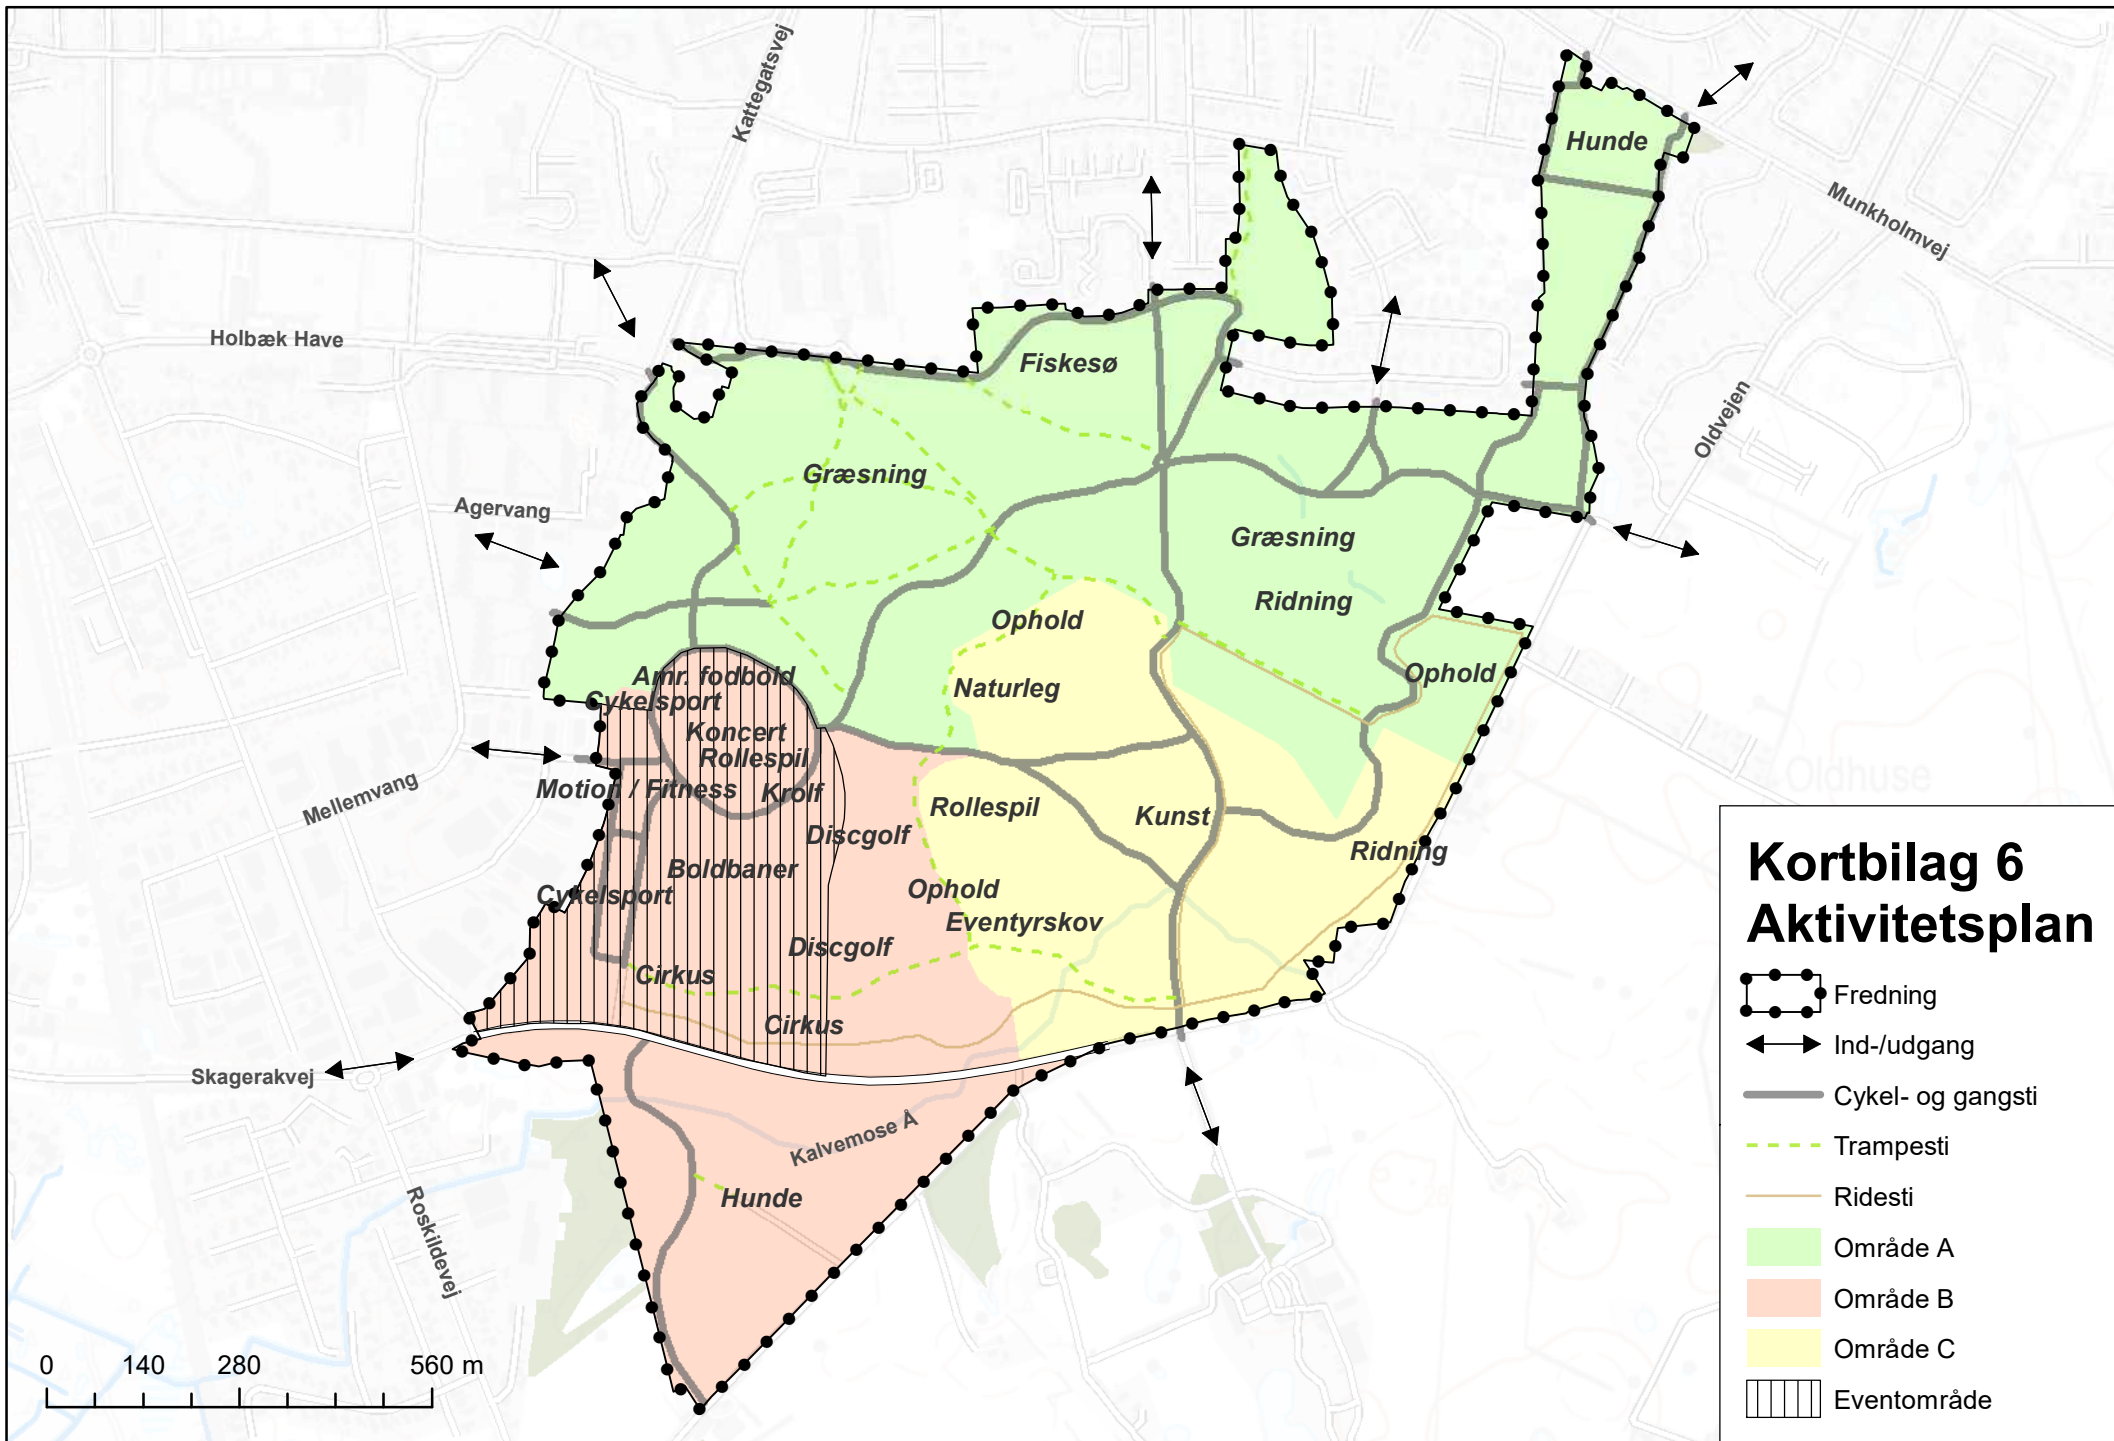 Kattegatsvej
Hunde
Munkholmvej
Holbæk Have
Fiskesø
Oldvejen
Græsning
Agervang
Græsning
Ridning
Ophold
Amr. fodbold
Ophold
Cykelsport
Naturleg
Koncert
Rollespil
Oldhuse
Mellemvang
Motion / Fitness
Krolf
Rollespil
Kunst
Discgolf
Ridning
Boldbaner
Cykelsport
Ophold
Eventyrskov
Discgolf
Cirkus
Cirkus
Skagerakvej
Kalvemose Å
Hunde
Roskildevej
Kortbilag 6
Aktivitetsplan
Fredning
Ind-/udgang
Cykel- og gangsti
Trampesti
Ridesti
Område A
Område B
Område C
Eventområde
0 140 280 560 m